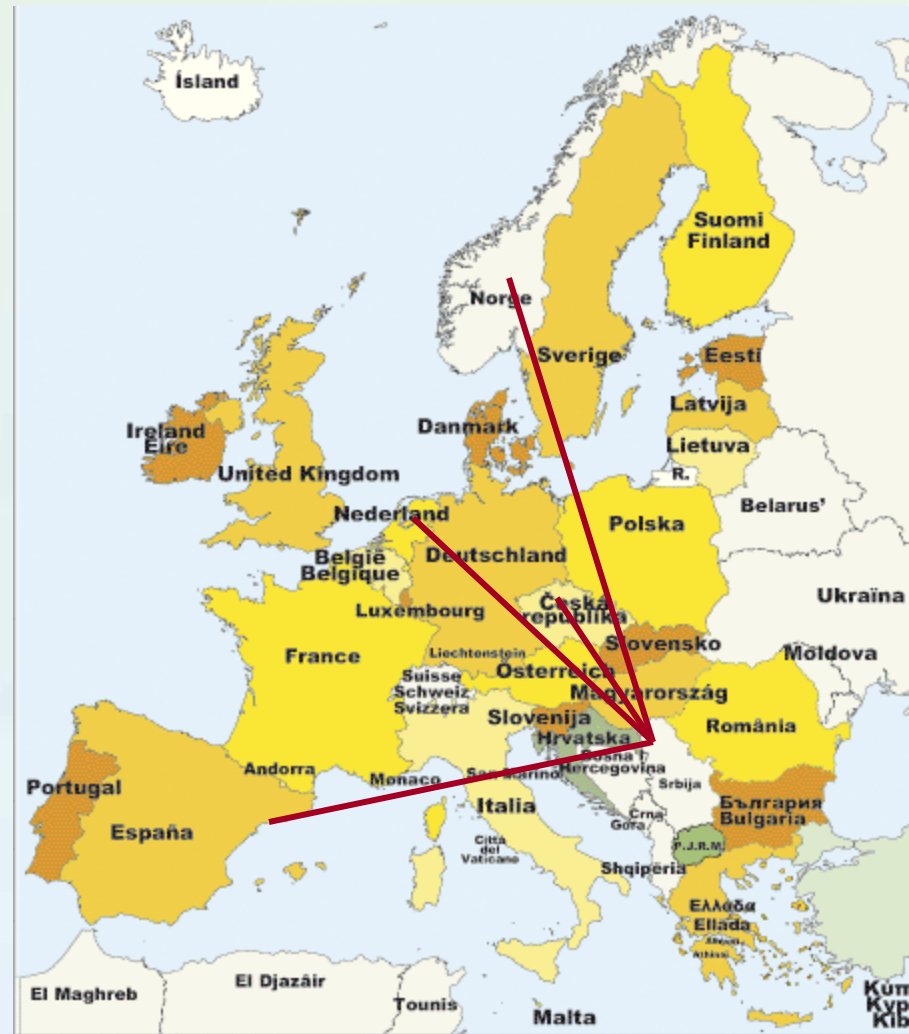 Ísland
Suomi
Finland
Norge
Sverige
Eesti
Latvija
Lietuva
R.
Danmark
Ireland
Eire
United Kingdom
Nederland
Belarus'
Polska
België
Belgique
Deutschland
Česká
republika
Luxembourg
Ukraïna
Slovensko
Liechtenstein
France
Österreich
Moldova
Suisse
Schweiz
Svizzera
Magyarország
Slovenija
România
Hrvatska
Bosna i
Hercegovina
Andorra
Monaco
San Marino
Srbija
Portugal
Italia
България
Bulgaria
España
Crna
Gora
Città
del
Vaticano
P.J.R.M.
Shqipëria
Ελλάδα
Ellada
El Maghreb
El Djazâir
Tounis
Malta